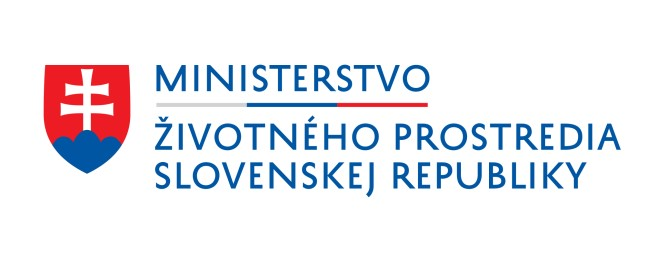 MINISTERSTVO
ŽIVOTNÉHO PROSTREDIA
SLOVENSKEJ REPUBLIKY